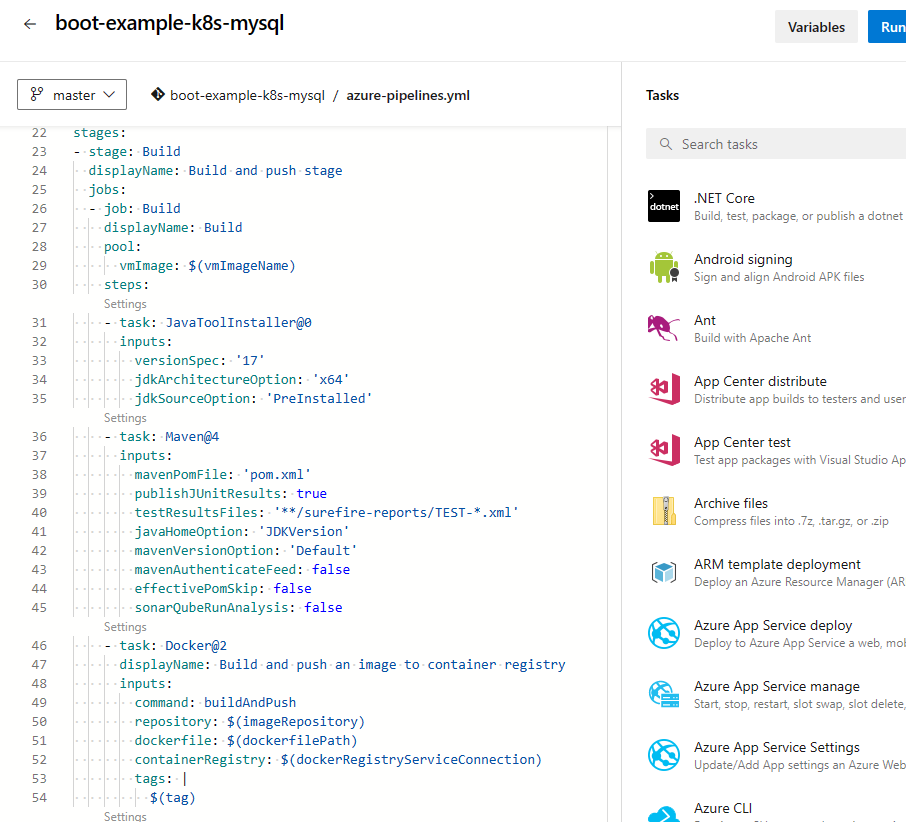 boot-example-k8s-mysql
Variables
Run
master
boot-example-k8s-mysql / azure-pipelines.yml
22 stages:
23 - stage: Build
24 displayName: Build and push stage
25 jobs:
26 - job: Build
27 displayName: Build
28 pool:
29 vmImage: $(vmImageName)
30 steps:
Settings
31 - task: JavaToolInstaller@0
32 inputs:
33 versionSpec: '17'
34 jdkArchitectureOption: 'x64'
35 jdkSourceOption: 'PreInstalled'
Settings
36 - task: Maven@4
37 inputs:
38 mavenPomFile: 'pom.xml'
39 publishJUnitResults: true
40 testResultsFiles: '**/surefire-reports/TEST-*.xml'
41 javaHomeOption: 'JDKVersion'
42 mavenVersionOption: 'Default'
43 mavenAuthenticateFeed: false
44 effectivePomSkip: false
45 sonarQubeRunAnalysis: false
Settings
46 - task: Docker@2
47 displayName: Build and push an image to container registry
48 inputs:
49 command: buildAndPush
50 repository: $(imageRepository)
51 dockerfile: $(dockerfilePath)
52 containerRegistry: $(dockerRegistryServiceConnection)
53 tags: |
54 $(tag)
Settings
Tasks
Search tasks
dotnet
.NET Core
Build, test, package, or publish a dotnet
Android signing
Sign and align Android APK files
Ant
Build with Apache Ant
App Center distribute
Distribute app builds to testers and user
App Center test
Test app packages with Visual Studio Ap
Archive files
Compress files into .7z, .tar.gz, or .zip
ARM template deployment
Deploy an Azure Resource Manager (AR
Azure App Service deploy
Deploy to Azure App Service a web, mob
Azure App Service manage
Start, stop, restart, slot swap, slot delete,
Azure App Service Settings
Update/Add App settings an Azure Web
Azure CLI